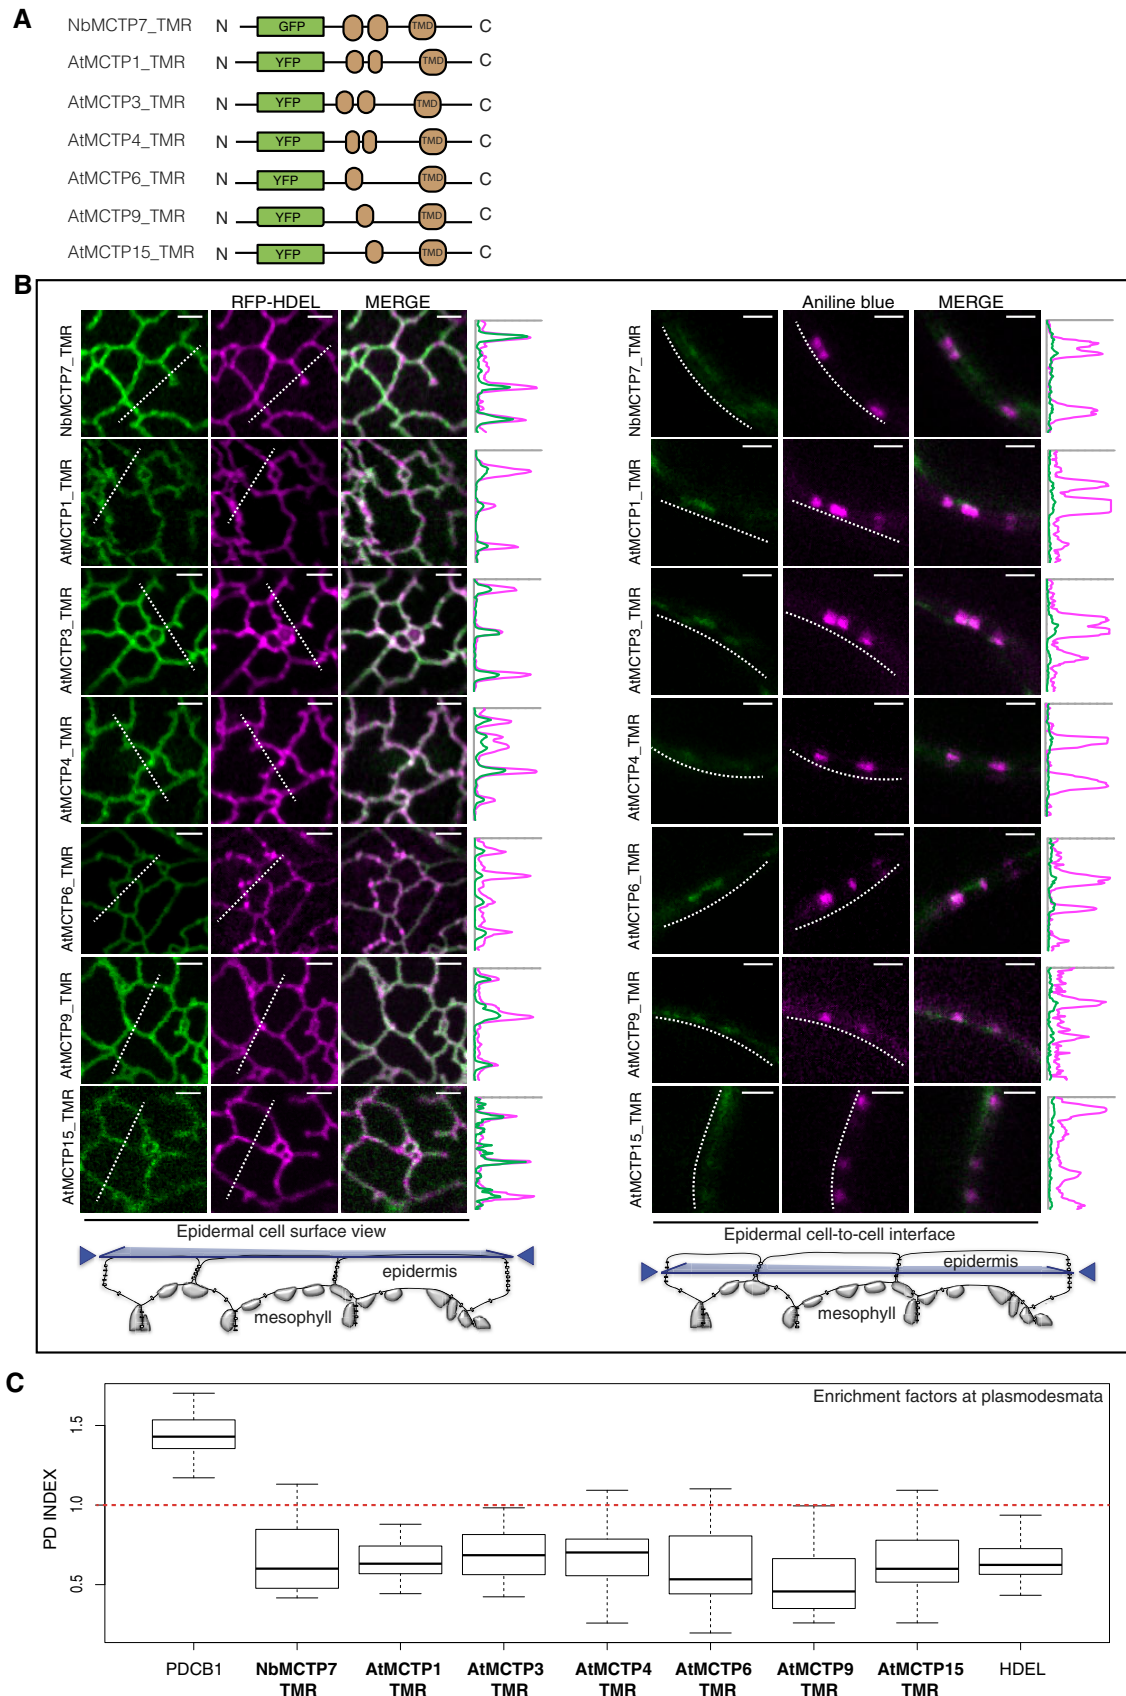 A
NbMCTP7_TMR N GFP TMD C
AtMCTP1_TMR N YFP TMD C
AtMCTP3_TMR N YFP TMD C
AtMCTP4_TMR N YFP TMD C
AtMCTP6_TMR N YFP TMD C
AtMCTP9_TMR N YFP TMD C
AtMCTP15_TMR N YFP TMD C
B
RFP-HDEL MERGE Aniline blue MERGE
NbMCTP7_TMR NbMCTP7_TMR
AtMCTP1_TMR AtMCTP1_TMR
AtMCTP3_TMR AtMCTP3_TMR
AtMCTP4_TMR AtMCTP4_TMR
AtMCTP6_TMR AtMCTP6_TMR
AtMCTP9_TMR AtMCTP9_TMR
AtMCTP15_TMR AtMCTP15_TMR
Epidermal cell surface view
epidermis
mesophyll
Epidermal cell-to-cell interface
epidermis
mesophyll
C
Enrichment factors at plasmodesmata
PD INDEX
1.5
1.0
0.5
PDCB1 NbMCTP7 AtMCTP1 AtMCTP3 AtMCTP4 AtMCTP6 AtMCTP9 AtMCTP15 HDEL
TMR TMR TMR TMR TMR TMR TMR